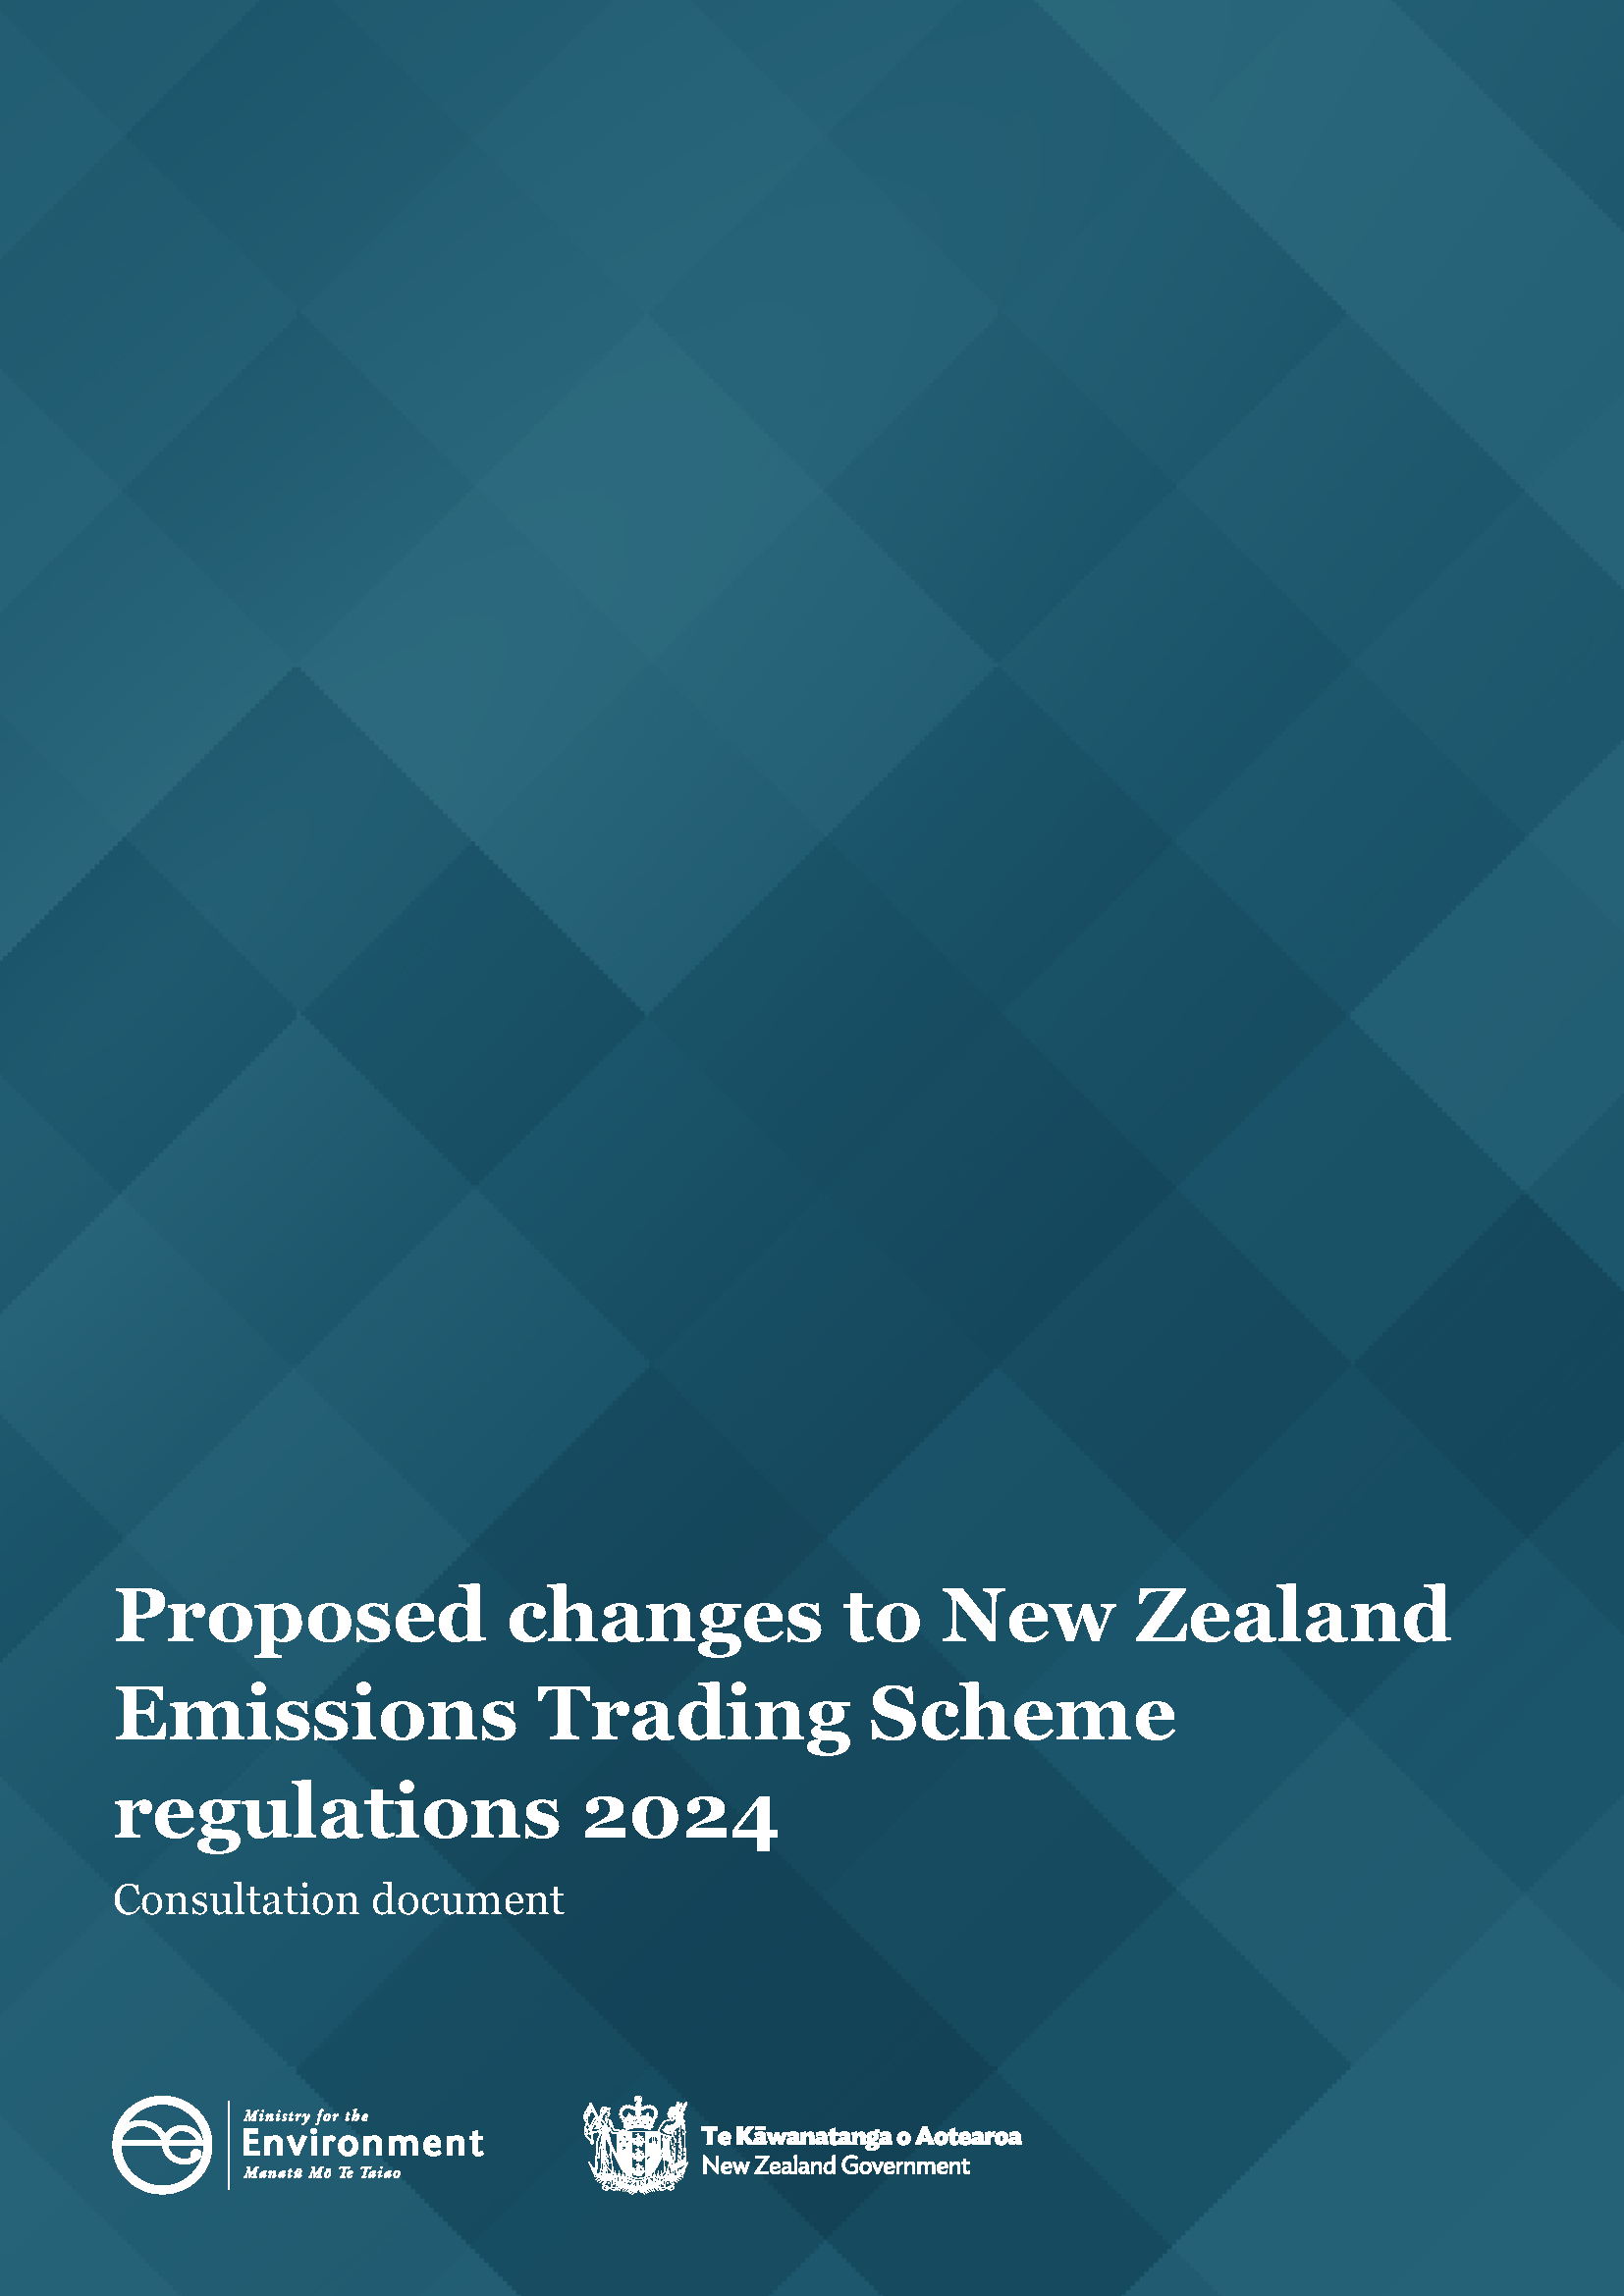 Proposed changes to New Zealand
Emissions Trading Scheme
regulations 2024
Consultation document
Ministry for the
Environment
Manatū Mō Te Taiao
Te Kāwanatanga o Aotearoa
New Zealand Government